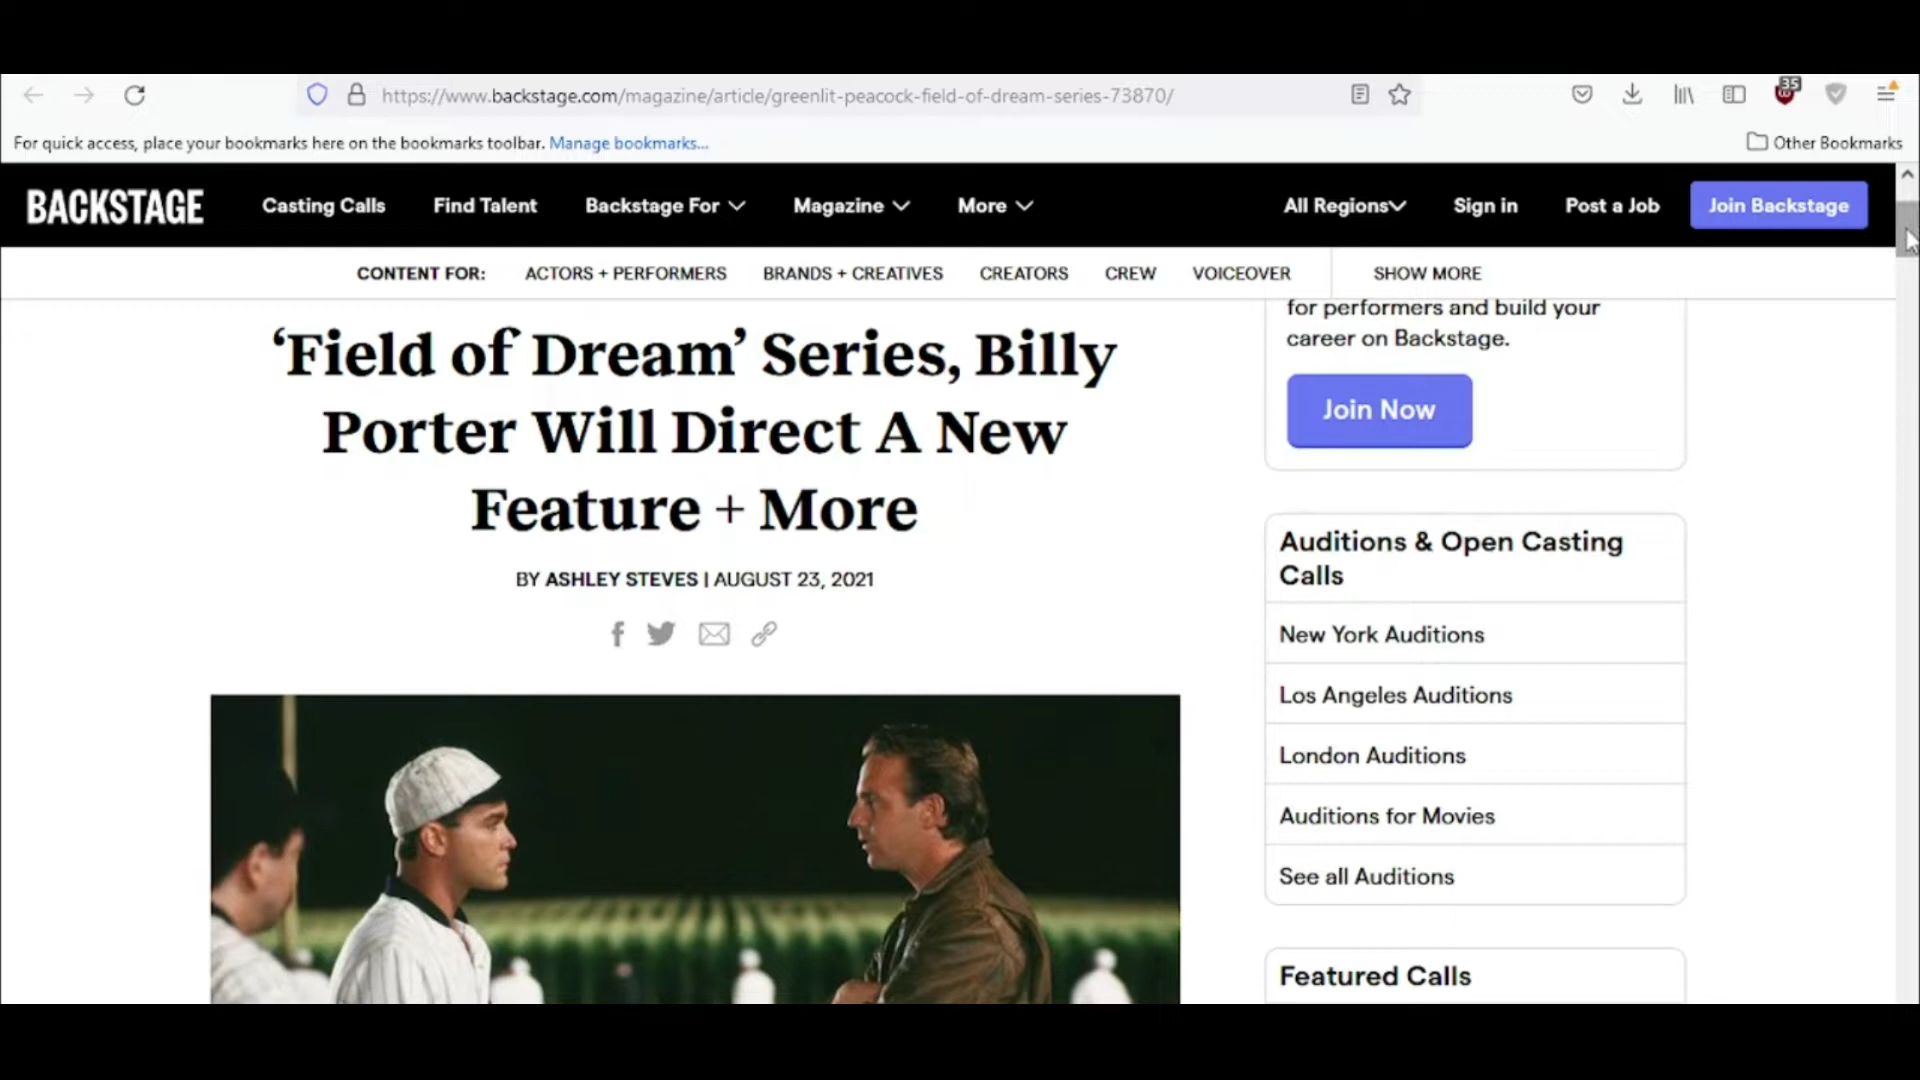 https://www.backstage.com/magazine/article/greenlit-peacock-field-of-dream-series-73870/
35
For quick access, place your bookmarks here on the bookmarks toolbar. Manage bookmarks...
Other Bookmarks
BACKSTAGE
Casting Calls
Find Talent
Backstage For
Magazine
More
All Regions
Sign in
Post a Job
Join Backstage
CONTENT FOR:
ACTORS + PERFORMERS
BRANDS + CREATIVES
CREATORS
CREW
VOICEOVER
SHOW MORE
‘Field of Dream’ Series, Billy
Porter Will Direct A New
Feature + More
BY ASHLEY STEVES | AUGUST 23, 2021
for performers and build your
career on Backstage.
Join Now
Auditions & Open Casting
Calls
New York Auditions
Los Angeles Auditions
London Auditions
Auditions for Movies
See all Auditions
Featured Calls